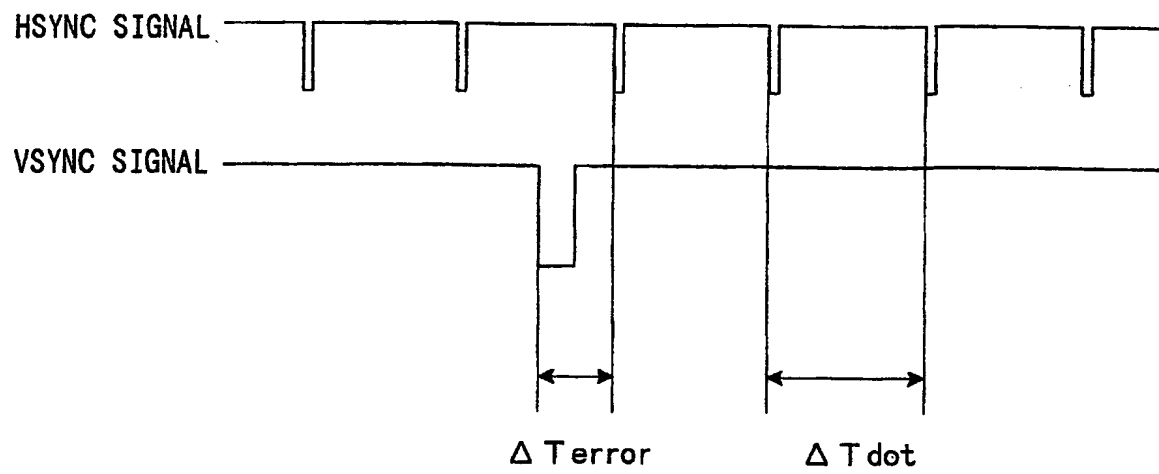 HSYNC SIGNAL
VSYNC SIGNAL
Δ Terror
Δ Tdot